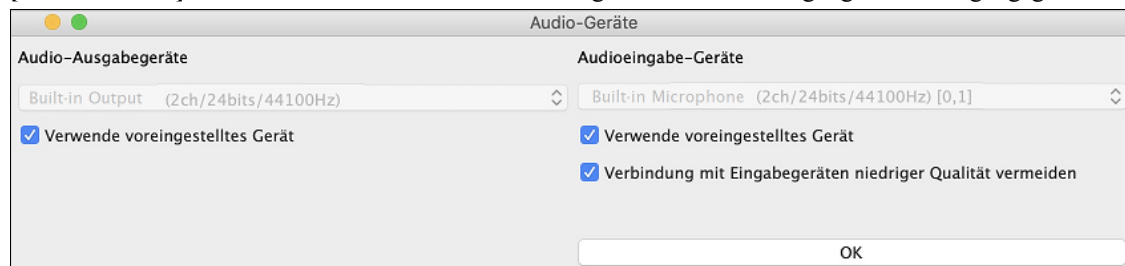 Audio-Geräte
Audio-Ausgabegeräte
Built-in Output (2ch/24bits/44100Hz)
Verwende voreingestelltes Gerät
Audioeingabe-Geräte
Built-in Microphone (2ch/24bits/44100Hz) [0,1]
Verwende voreingestelltes Gerät
Verbindung mit Eingabegeräten niedriger Qualität vermeiden
OK